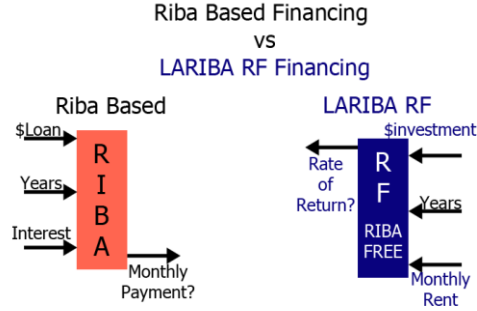 Riba Based Financing
vs
LARIBA RF Financing
Riba Based
$Loan
Years
Interest
R
I
B
A
Monthly
Payment?
LARIBA RF
$investment
Rate
of
Return?
R
F
RIBA
FREE
Years
Monthly
Rent